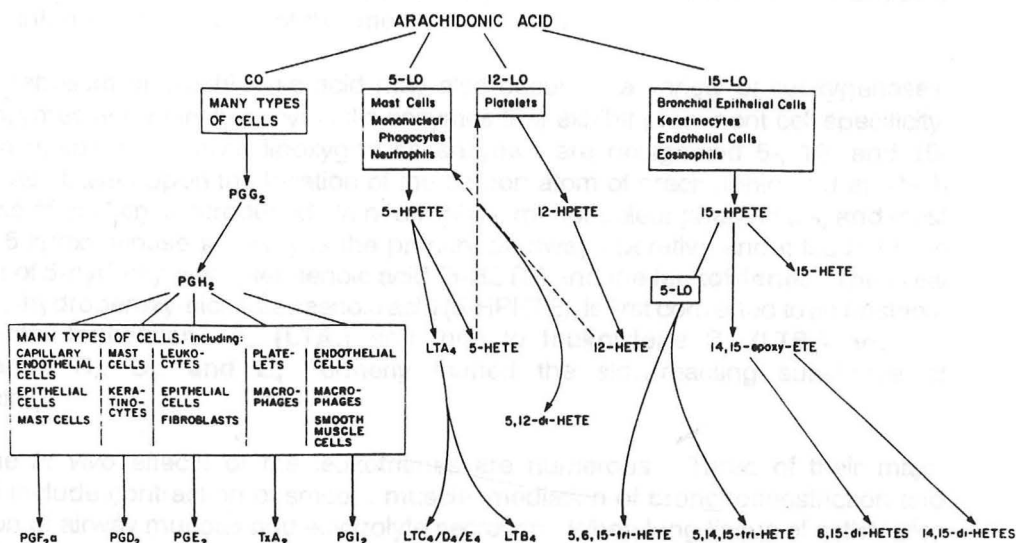 ARACHIDONIC ACID
CO 5-LO 12-LO 15-LO
MANY TYPES
OF CELLS
Mast Cells
Mononuclear
Phagocytes
Neutrophils
Platelets
Bronchial Epithelial Cells
Keratinocytes
Endothelial Cells
Eosinophils
PGG2
5-HPETE 12-HPETE 15-HPETE
15-HETE
PGH2
5-LO
MANY TYPES OF CELLS, including:
CAPILLARY
ENDOTHELIAL
CELLS
EPITHELIAL
CELLS
MAST CELLS
MAST
CELLS
KERA-
TINO-
CYTES
LEUKO-
CYTES
EPITHELIAL
CELLS
FIBROBLASTS
PLATE-
LETS
MACRO-
PHAGES
ENDOTHELIAL
CELLS
MACRO
PHAGES
SMOOTH
MUSCLE
CELLS
LTA4 5-HETE 12-HETE 14,15-epoxy-ETE
5,12-di-HETE
PGF2α PGD2 PGE2 TxA2 PGI2 LTC4/D4/E4 LTB4 5,6,15-tri-HETE 5,14,15-tri-HETE 8,15-di-HETES 14,15-di-HETES